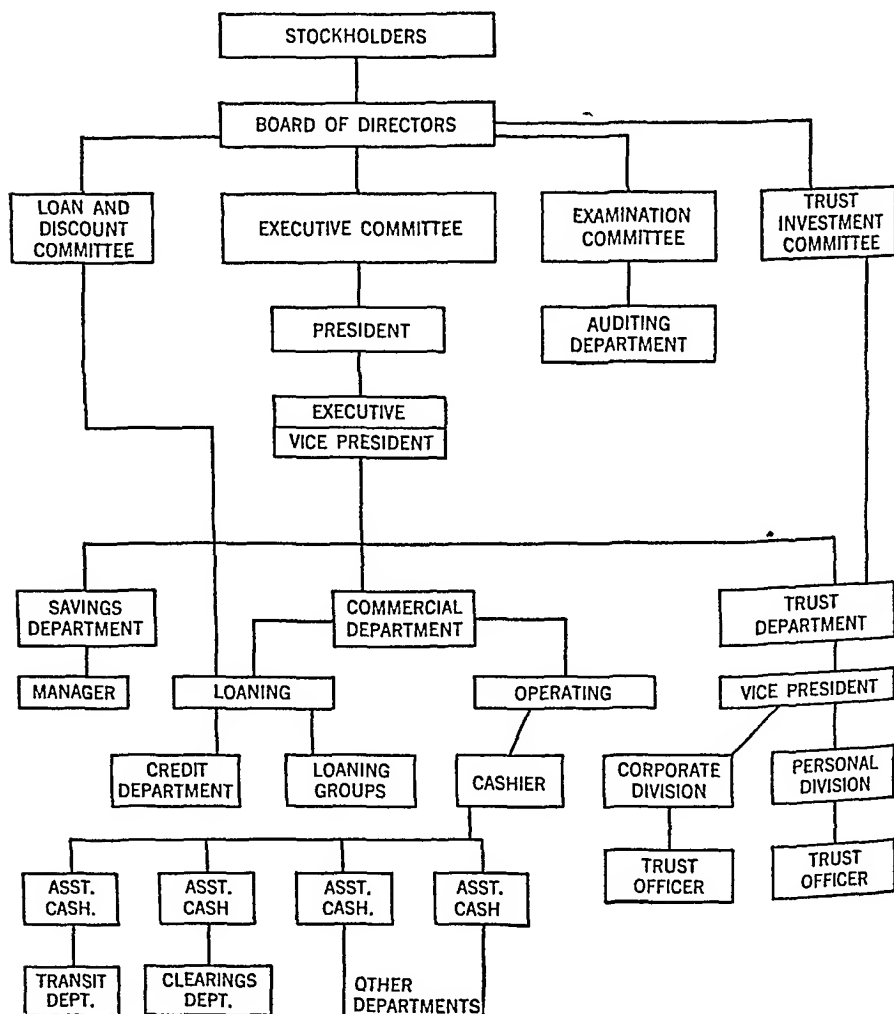 STOCKHOLDERS
BOARD OF DIRECTORS
LOAN AND
DISCOUNT
COMMITTEE
EXECUTIVE COMMITTEE
EXAMINATION
COMMITTEE
TRUST
INVESTMENT
COMMITTEE
PRESIDENT
AUDITING
DEPARTMENT
EXECUTIVE
VICE PRESIDENT
SAVINGS
DEPARTMENT
COMMERCIAL
DEPARTMENT
TRUST
DEPARTMENT
MANAGER
LOANING
OPERATING
VICE PRESIDENT
CREDIT
DEPARTMENT
LOANING
GROUPS
CASHIER
CORPORATE
DIVISION
PERSONAL
DIVISION
TRUST
OFFICER
TRUST
OFFICER
ASST.
CASH.
ASST.
CASH
ASST.
CASH.
ASST.
CASH
TRANSIT
DEPT.
CLEARINGS
DEPT.
OTHER
DEPARTMENTS